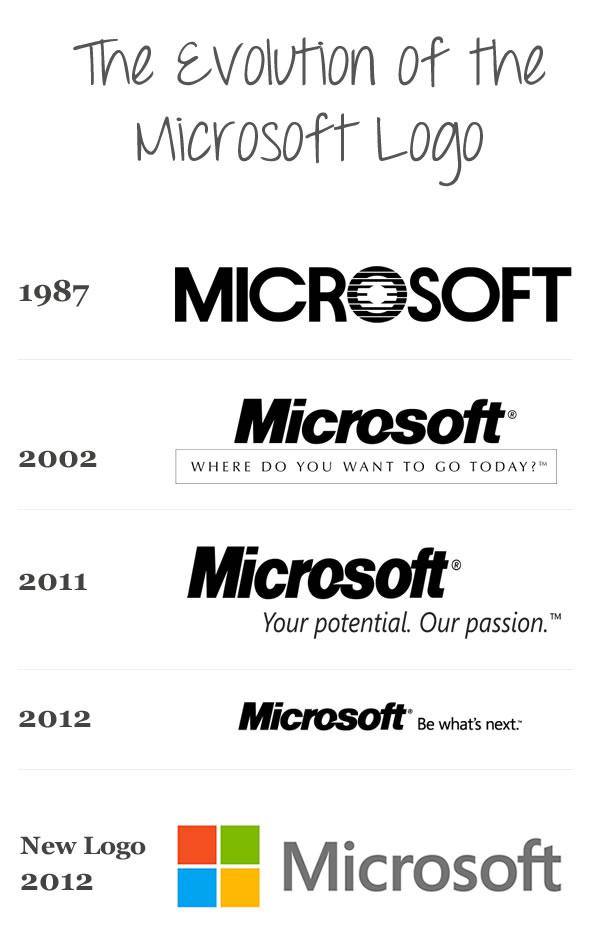 The Evolution of the
Microsoft Logo
1987
MICROSOFT
Microsoft®
2002
WHERE DO YOU WANT TO GO TODAY?™
2011
Microsoft®
Your potential. Our passion.™
2012
Microsoft® Be what's next.™
New Logo
2012
Microsoft